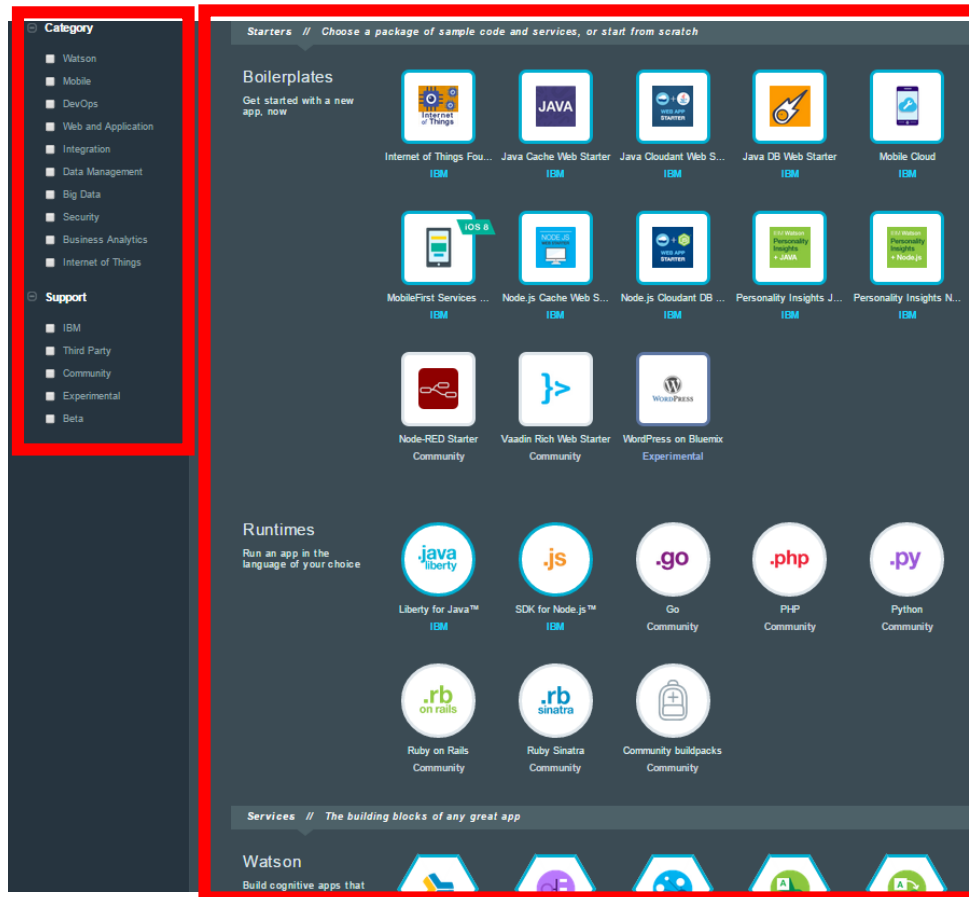 Category
Watson
Mobile
DevOps
Web and Application
Integration
Data Management
Big Data
Security
Business Analytics
Internet of Things
Support
IBM
Third Party
Community
Experimental
Beta
Starters // Choose a package of sample code and services, or start from scratch
Boilerplates
Get started with a new
app, now
Internet
of Things
JAVA
WEB APP
STARTER
Internet of Things Fou... Java Cache Web Starter Java Cloudant Web S... Java DB Web Starter Mobile Cloud
IBM IBM IBM IBM IBM
iOS 8
NODE JS
WEB APP
STARTER
IBM Watson
Personality
Insights
+ JAVA
IBM Watson
Personality
Insights
+ Node.js
MobileFirst Services ... Node.js Cache Web S... Node.js Cloudant DB ... Personality Insights J... Personality Insights N...
IBM IBM IBM IBM IBM
}>
WORDPRESS
Node-RED Starter Vaadin Rich Web Starter WordPress on Bluemix
Community Community Experimental
Runtimes
Run an app in the
language of your choice
.java
liberty
.js
.go
.php
.py
Liberty for Java™ SDK for Node.js™ Go PHP Python
IBM IBM Community Community Community
.rb
on rails
.rb
sinatra
Ruby on Rails Ruby Sinatra Community buildpacks
Community Community Community
Services // The building blocks of any great app
Watson
Build cognitive apps that